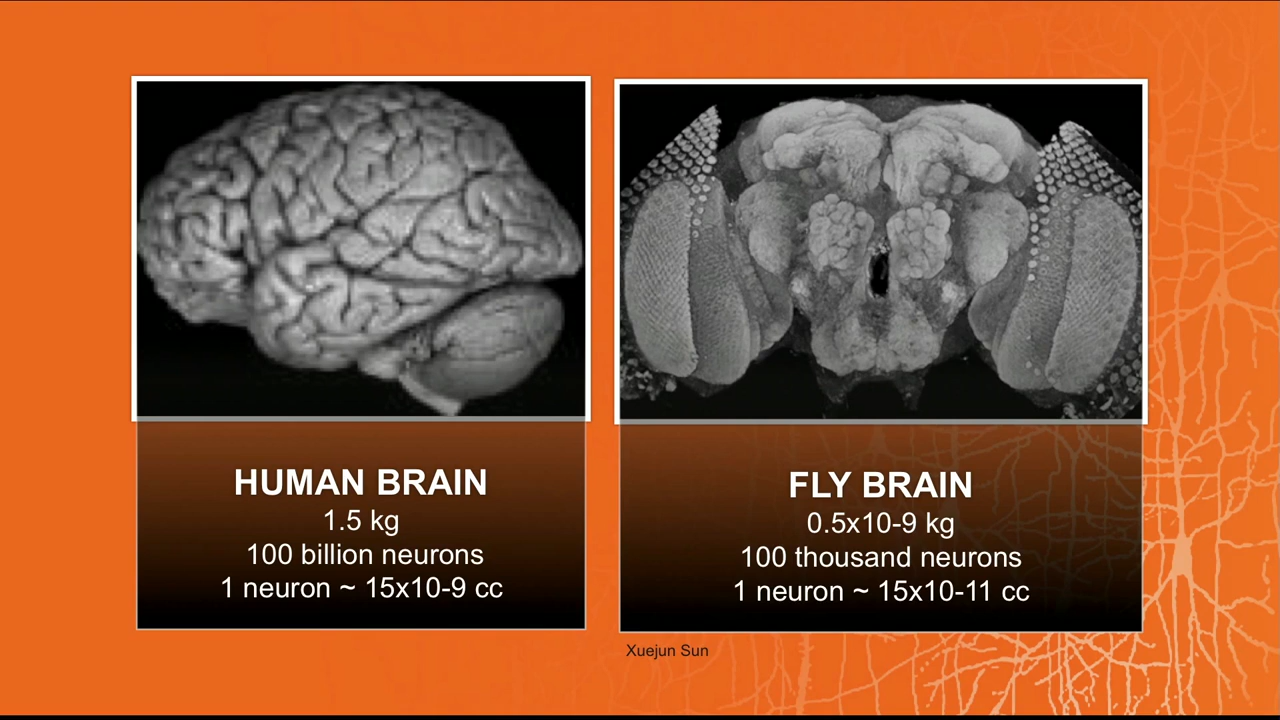 HUMAN BRAIN
1.5 kg
100 billion neurons
1 neuron ~ 15x10-9 cc
FLY BRAIN
0.5x10-9 kg
100 thousand neurons
1 neuron ~ 15x10-11 cc
Xuejun Sun